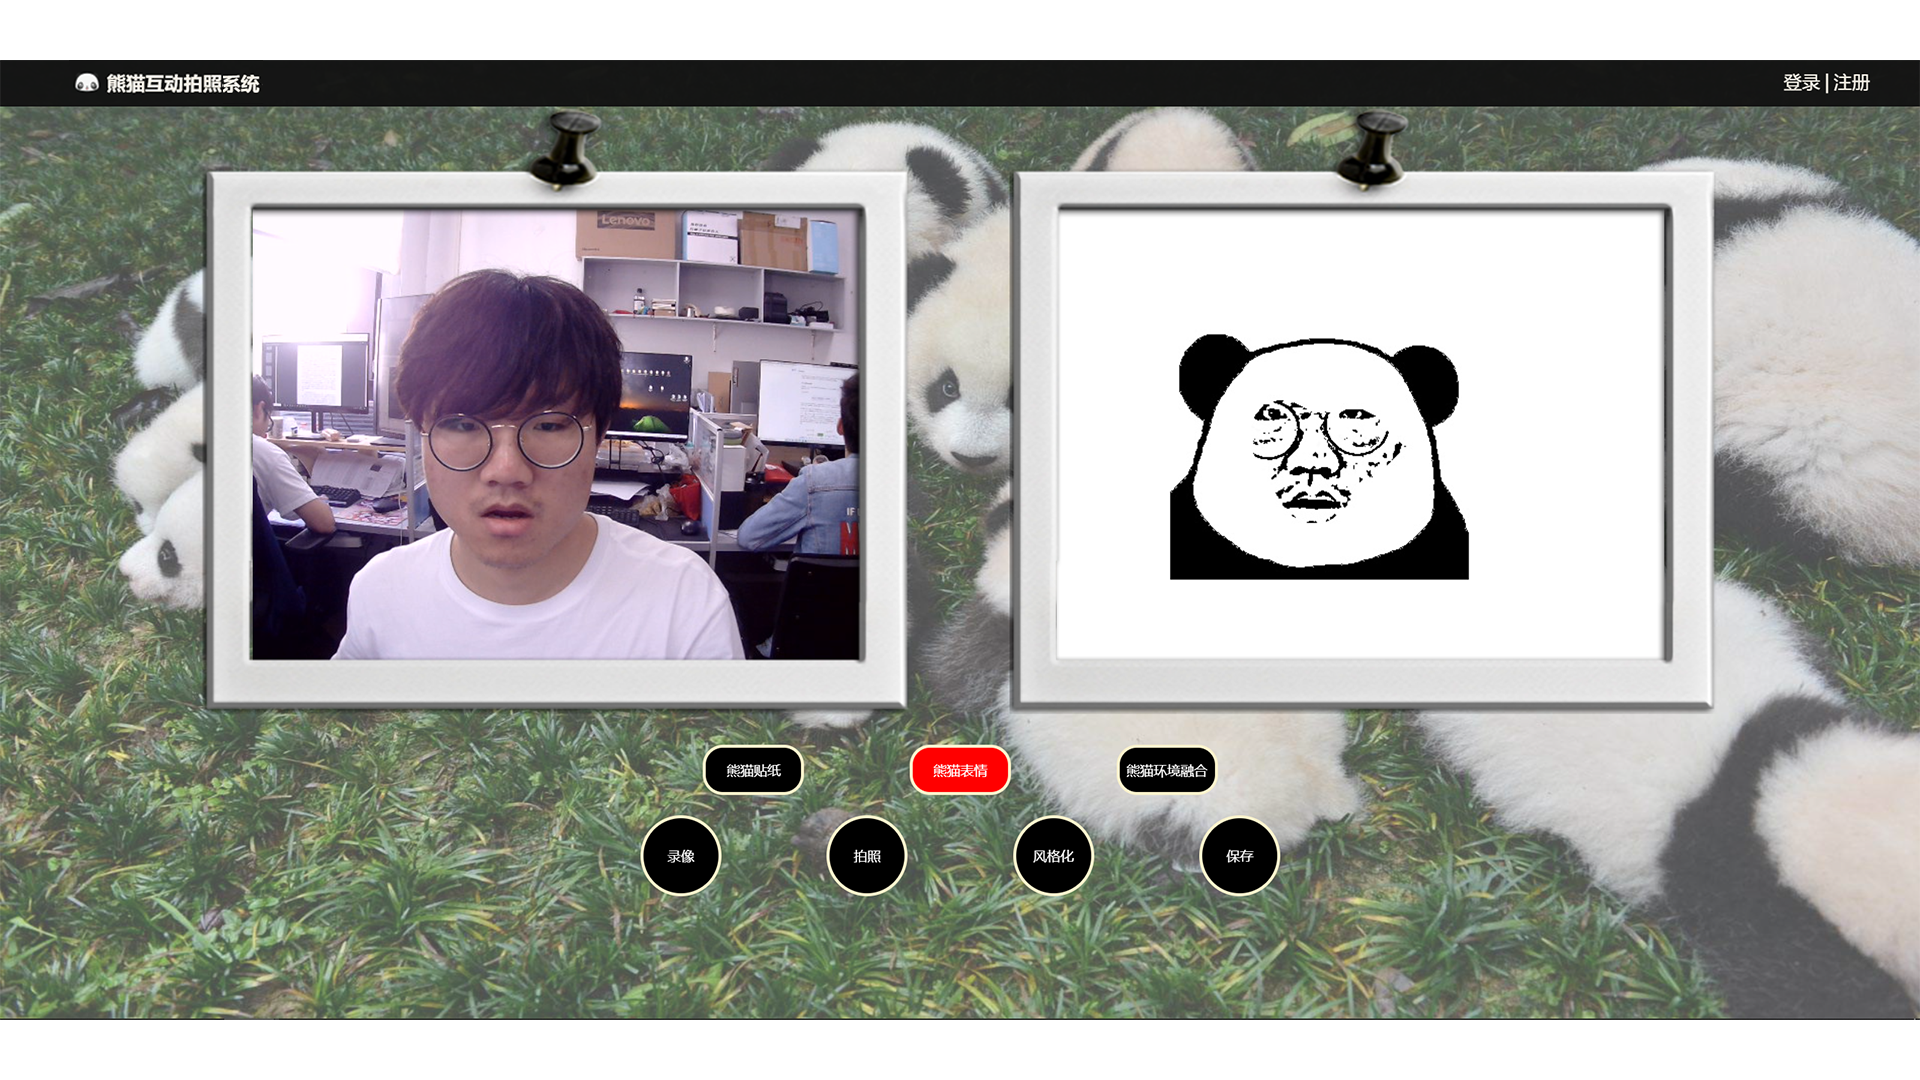 熊猫互动拍照系统
登录 | 注册
Lenovo
熊猫贴纸
熊猫表情
熊猫环境融合
录像
拍照
风格化
保存